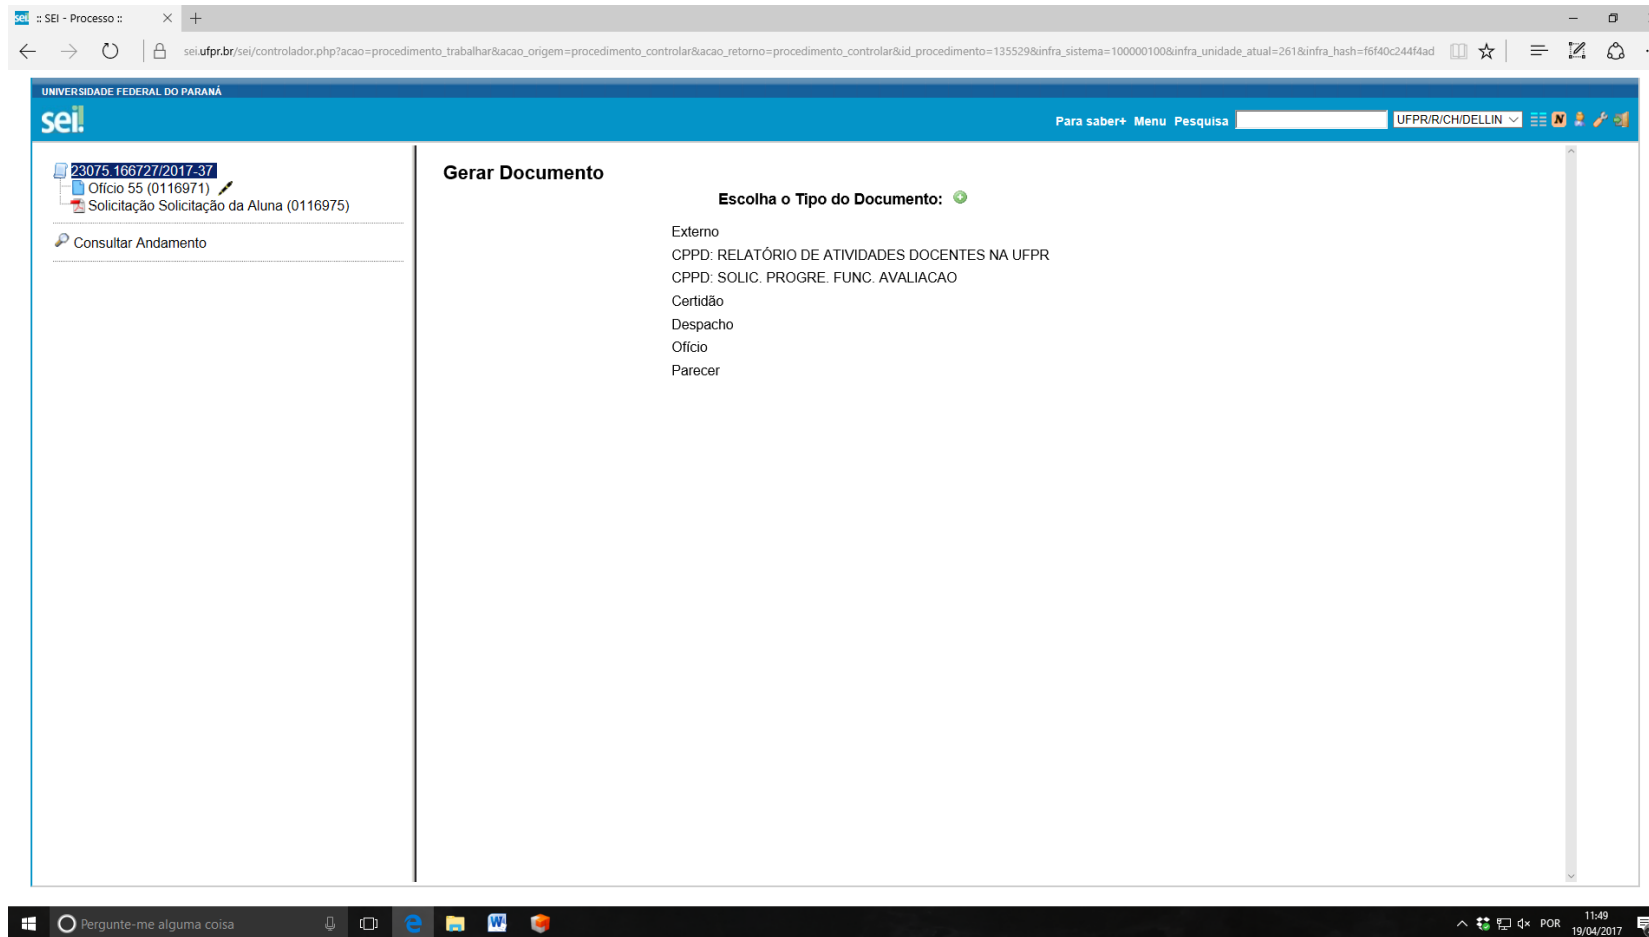 sei! :: SEI - Processo ::
sei.ufpr.br/sei/controlador.php?acao=procedimento_trabalhar&acao_origem=procedimento_controlar&acao_retorno=procedimento_controlar&id_procedimento=135529&infra_sistema=100000100&infra_unidade_atual=261&infra_hash=f6f40c244f4ad
UNIVERSIDADE FEDERAL DO PARANÁ
sei!
Para saber+ Menu Pesquisa
UFPR/R/CH/DELLIN
N
23075.166727/2017-37
Ofício 55 (0116971)
Solicitação Solicitação da Aluna (0116975)
Consultar Andamento
Gerar Documento
Escolha o Tipo do Documento:
Externo
CPPD: RELATÓRIO DE ATIVIDADES DOCENTES NA UFPR
CPPD: SOLIC. PROGRE. FUNC. AVALIACAO
Certidão
Despacho
Ofício
Parecer
Pergunte-me alguma coisa
W
POR
11:49
19/04/2017